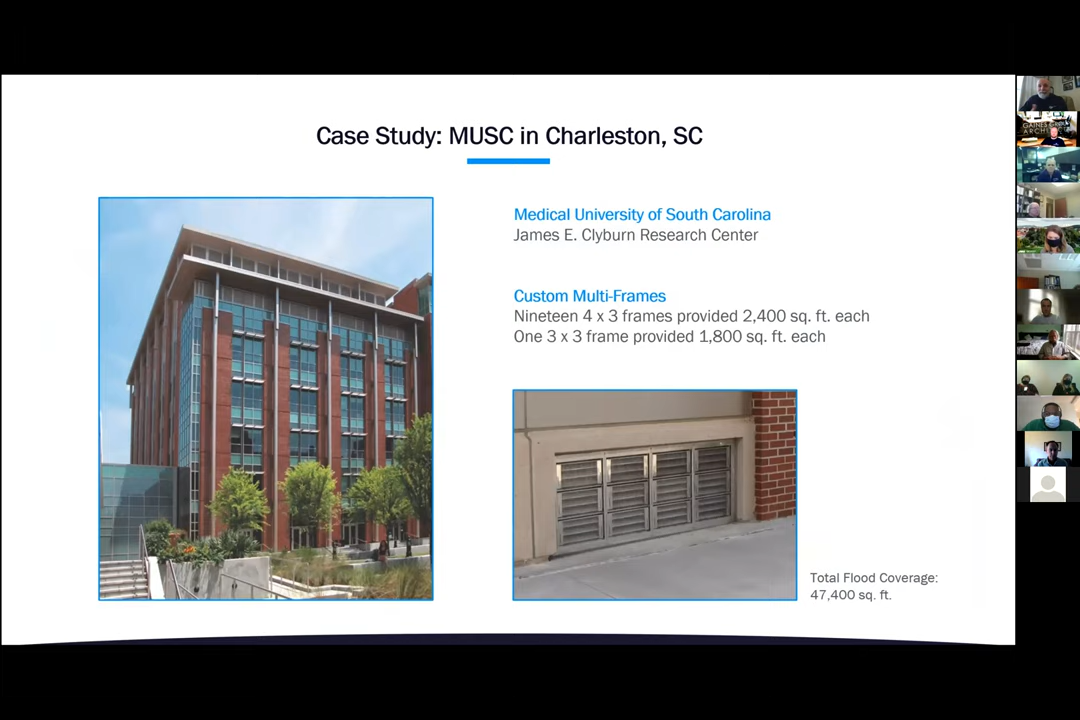 Case Study: MUSC in Charleston, SC
Medical University of South Carolina
James E. Clyburn Research Center
Custom Multi-Frames
Nineteen 4 x 3 frames provided 2,400 sq. ft. each
One 3 x 3 frame provided 1,800 sq. ft. each
Total Flood Coverage:
47,400 sq. ft.